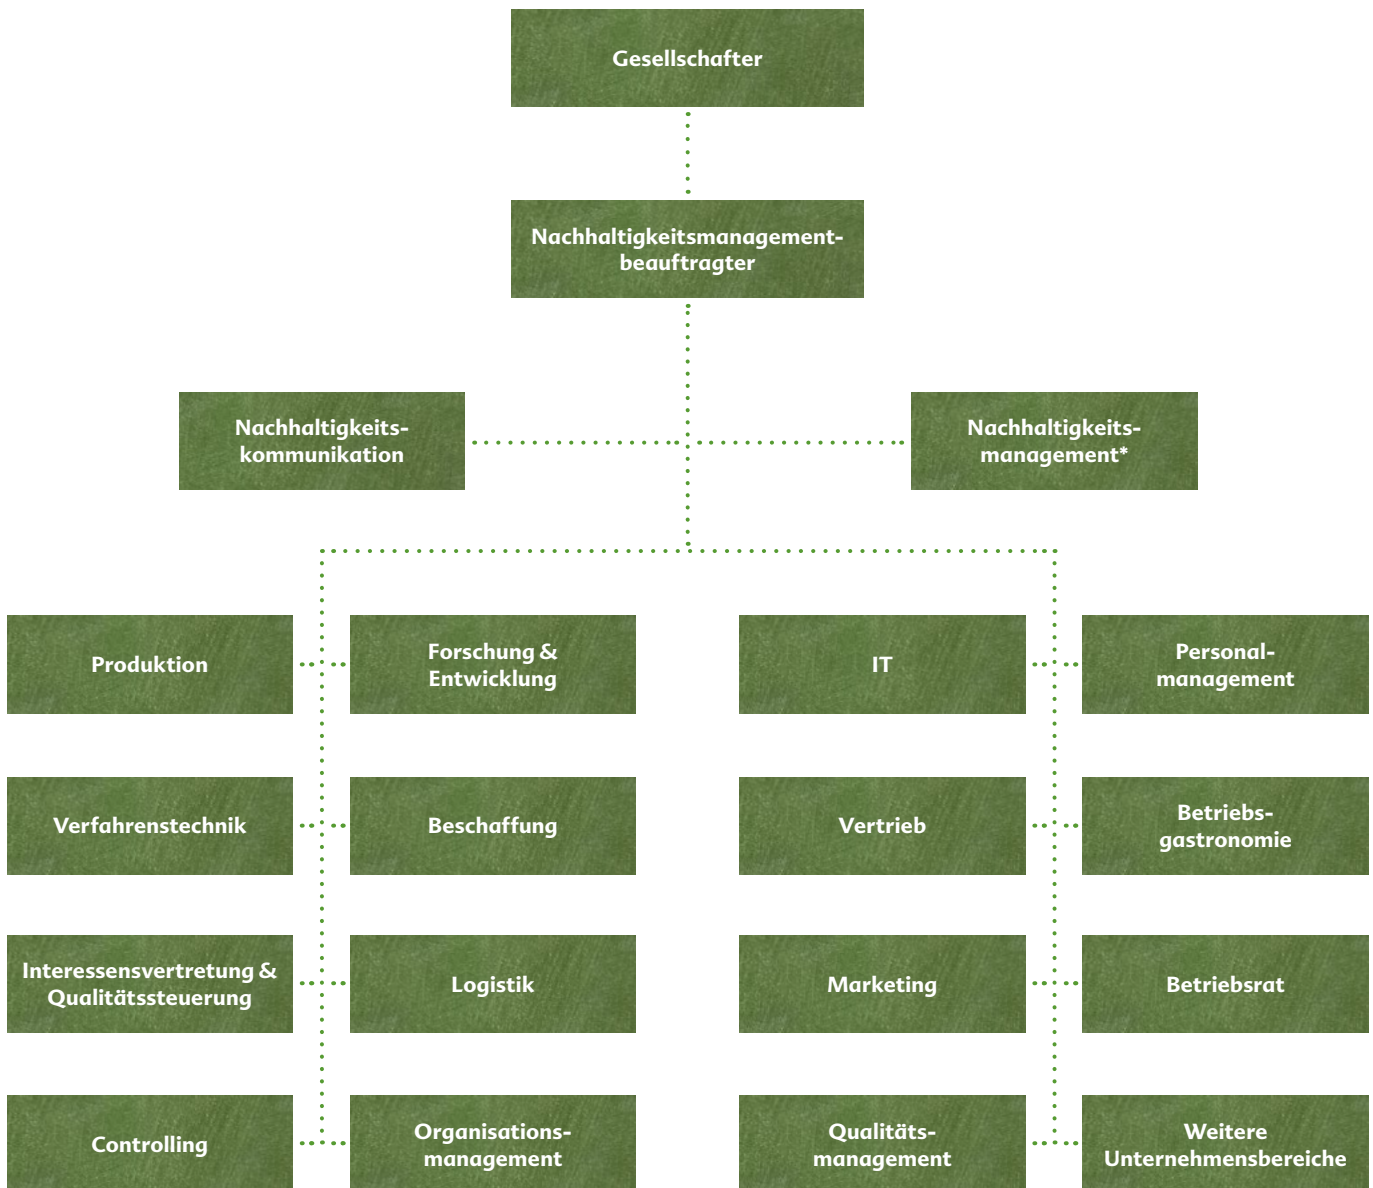 Gesellschafter
Nachhaltigkeitsmanagement-
beauftragter
Nachhaltigkeits-
kommunikation
Nachhaltigkeits-
management*
Produktion
Forschung &
Entwicklung
IT
Personal-
management
Verfahrenstechnik
Beschaffung
Vertrieb
Betriebs-
gastronomie
Interessensvertretung &
Qualitätssteuerung
Logistik
Marketing
Betriebsrat
Controlling
Organisations-
management
Qualitäts-
management
Weitere
Unternehmensbereiche